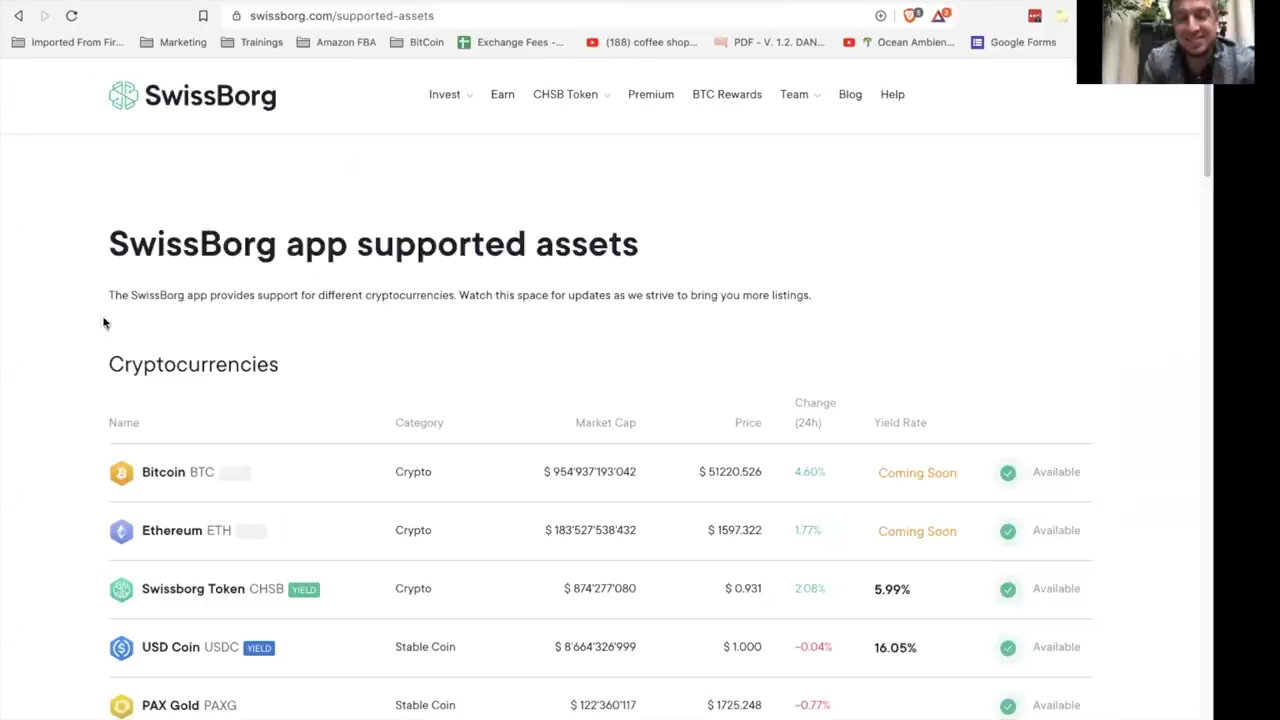 swissborg.com/supported-assets
Imported From Fir... Marketing Trainings Amazon FBA BitCoin Exchange Fees -... (188) coffee shop... PDF - V. 1.2. DAN... Ocean Ambien... Google Forms
SwissBorg Invest Earn CHSB Token Premium BTC Rewards Team Blog Help
SwissBorg app supported assets
The SwissBorg app provides support for different cryptocurrencies. Watch this space for updates as we strive to bring you more listings.
Cryptocurrencies
Name Category Market Cap Price Change (24h) Yield Rate
Bitcoin BTC Crypto $ 954'937'193'042 $ 51220.526 4.60% Coming Soon Available
Ethereum ETH Crypto $ 183'527'538'432 $ 1597.322 1.77% Coming Soon Available
Swissborg Token CHSB YIELD Crypto $ 874'277'080 $ 0.931 2.08% 5.99% Available
USD Coin USDC YIELD Stable Coin $ 8'664'326'999 $ 1.000 -0.04% 16.05% Available
PAX Gold PAXG Stable Coin $ 122'360'117 $ 1725.248 -0.77% Available